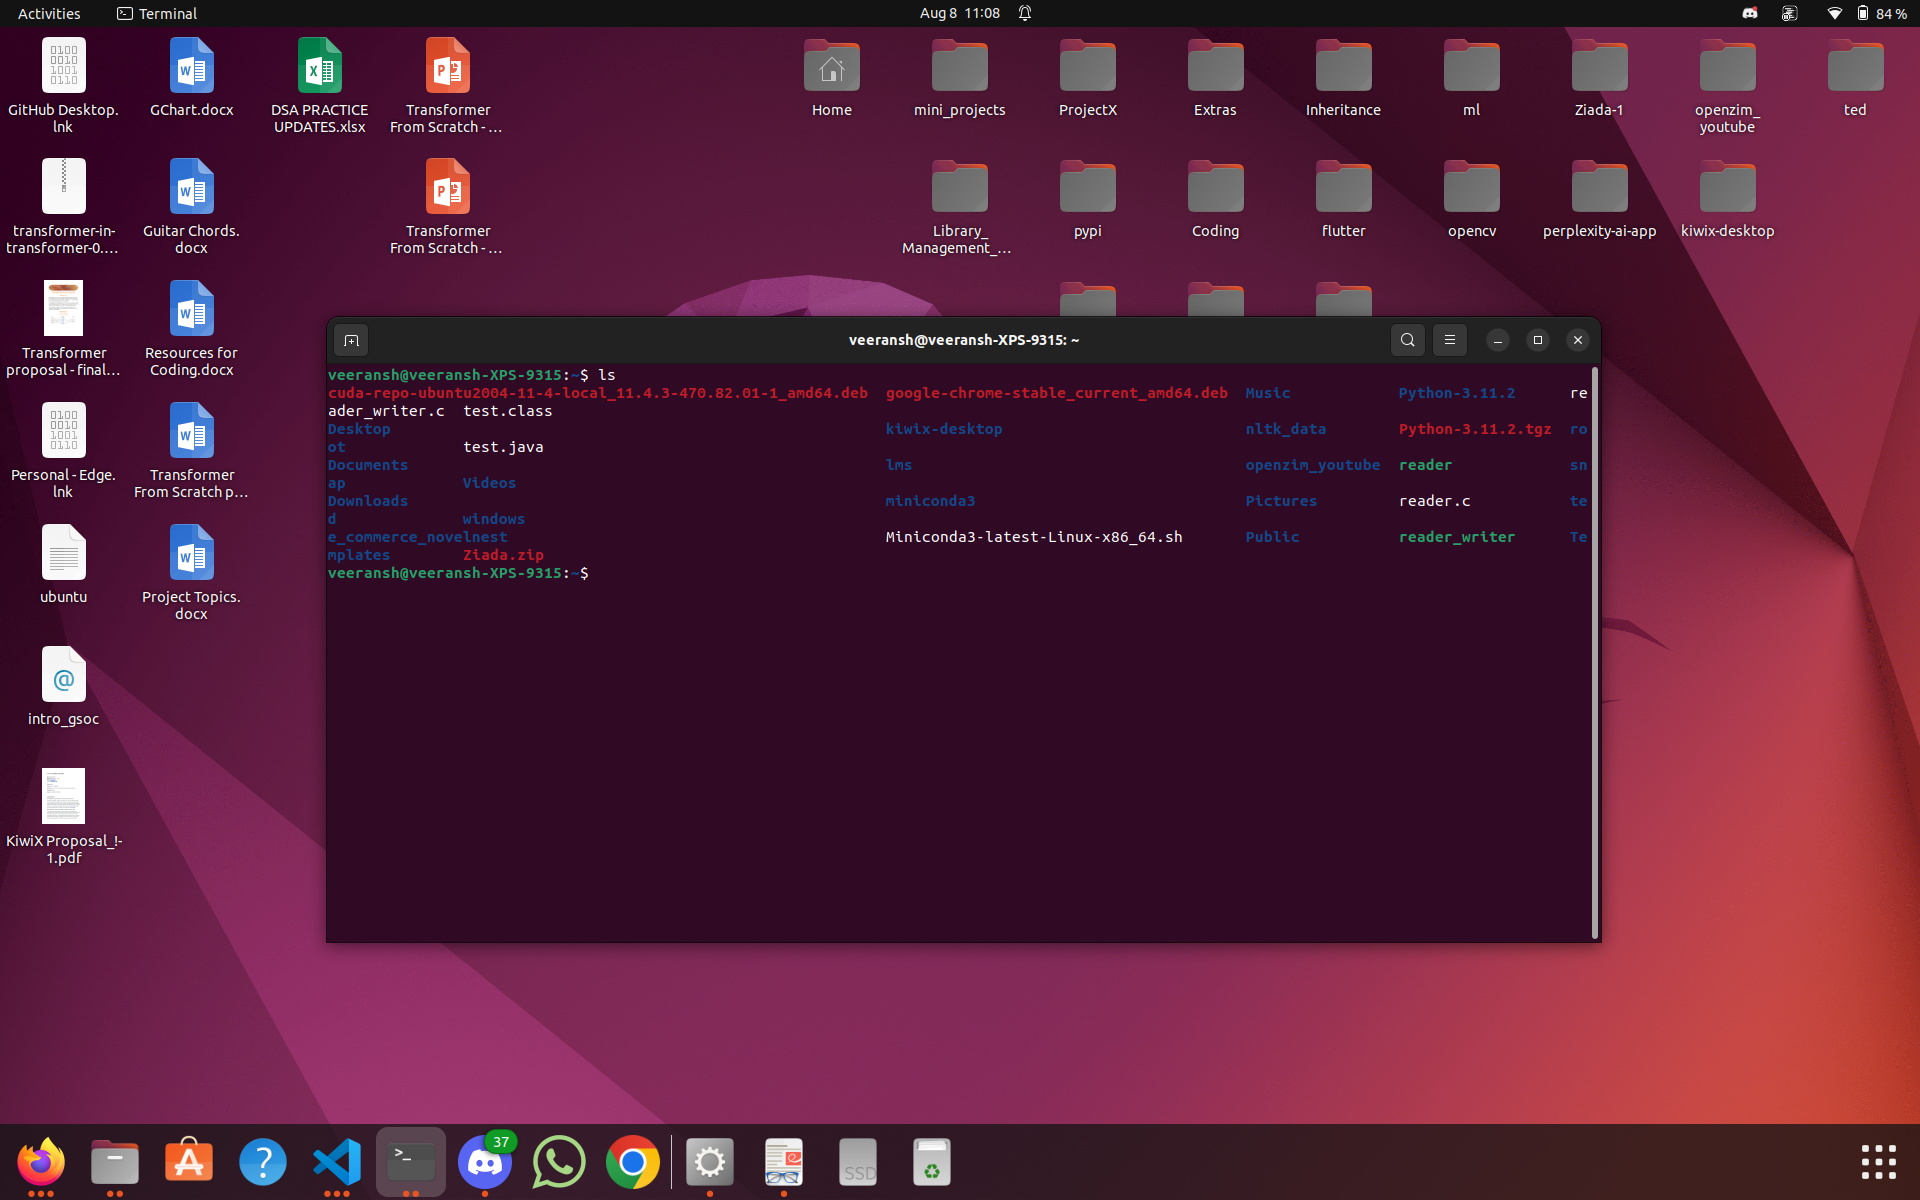 Activities
Terminal
Aug 8 11:08
84 %
GitHub Desktop.
lnk
GChart.docx
DSA PRACTICE
UPDATES.xlsx
Transformer
From Scratch - ...
Home
mini_projects
ProjectX
Extras
Inheritance
ml
Ziada-1
openzim_
youtube
ted
transformer-in-
transformer-0....
Guitar Chords.
docx
Transformer
From Scratch - ...
Library_
Management_...
pypi
Coding
flutter
opencv
perplexity-ai-app
kiwix-desktop
Transformer
proposal - final...
Resources for
Coding.docx
Personal - Edge.
lnk
Transformer
From Scratch p...
ubuntu
Project Topics.
docx
intro_gsoc
KiwiX Proposal_!-
1.pdf
veeransh@veeransh-XPS-9315: ~
veeransh@veeransh-XPS-9315:~$ ls
cuda-repo-ubuntu2004-11-4-local_11.4.3-470.82.01-1_amd64.deb google-chrome-stable_current_amd64.deb Music Python-3.11.2 re
ader_writer.c test.class
Desktop kiwix-desktop nltk_data Python-3.11.2.tgz ro
ot test.java
Documents lms openzim_youtube reader sn
ap Videos
Downloads miniconda3 Pictures reader.c te
d windows
e_commerce_novelnest Miniconda3-latest-Linux-x86_64.sh Public reader_writer Te
mplates Ziada.zip
veeransh@veeransh-XPS-9315:~$
37
SSD